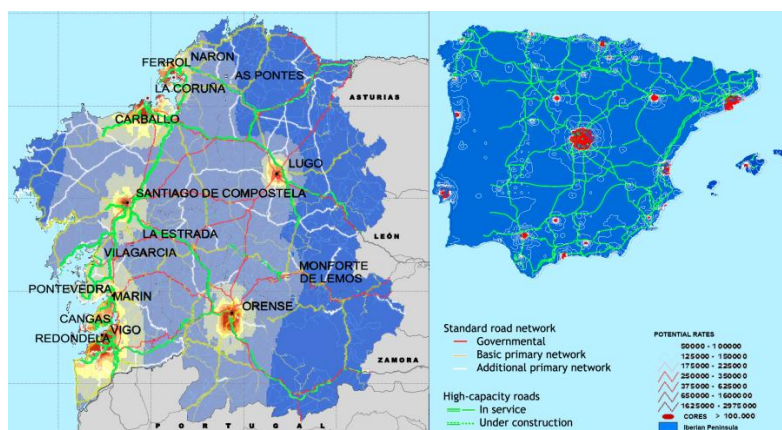 NARON
FERROL
AS PONTES
LA CORUÑA
ASTURIAS
CARBALLO
LUGO
SANTIAGO DE COMPOSTELA
LA ESTRADA
LEÓN
VILAGARCIA
MONFORTE
DE LEMOS
PONTEVEDRA
MARIN
ORENSE
CANGAS
VIGO
REDONDELA
ZAMORA
PORTUGAL
Standard road network
Governmental
Basic primary network
Additional primary network
High-capacity roads
In service
Under construction
POTENTIAL RATES
50000 - 100000
125000 - 150000
175000 - 225000
250000 - 350000
375000 - 625000
650000 - 1600000
1625000 - 2975000
CORES > 100.000
Iberian Peninsula